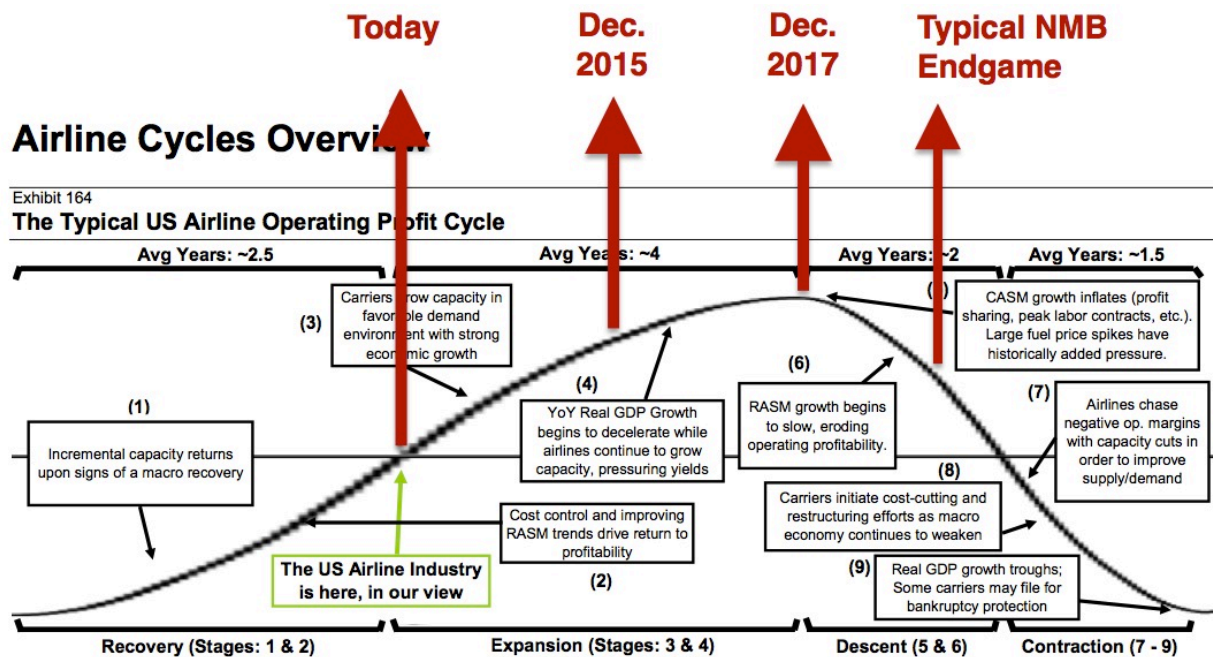 Today
Dec.
2015
Dec.
2017
Typical NMB
Endgame
Airline Cycles Overview
Exhibit 164
The Typical US Airline Operating Profit Cycle
Avg Years: ~2.5
Avg Years: ~4
Avg Years: ~2
Avg Years: ~1.5
(3)
Carriers grow capacity in
favorable demand
environment with strong
economic growth
CASM growth inflates (profit
sharing, peak labor contracts, etc.).
Large fuel price spikes have
historically added pressure.
(1)
Incremental capacity returns
upon signs of a macro recovery
(4)
YoY Real GDP Growth
begins to decelerate while
airlines continue to grow
capacity, pressuring yields
(6)
RASM growth begins
to slow, eroding
operating profitability.
(7)
Airlines chase
negative op. margins
with capacity cuts in
order to improve
supply/demand
(8)
Carriers initiate cost-cutting and
restructuring efforts as macro
economy continues to weaken
Cost control and improving
RASM trends drive return to
profitability
(2)
The US Airline Industry
is here, in our view
(9)
Real GDP growth troughs;
Some carriers may file for
bankruptcy protection
Recovery (Stages: 1 & 2)
Expansion (Stages: 3 & 4)
Descent (5 & 6)
Contraction (7 - 9)